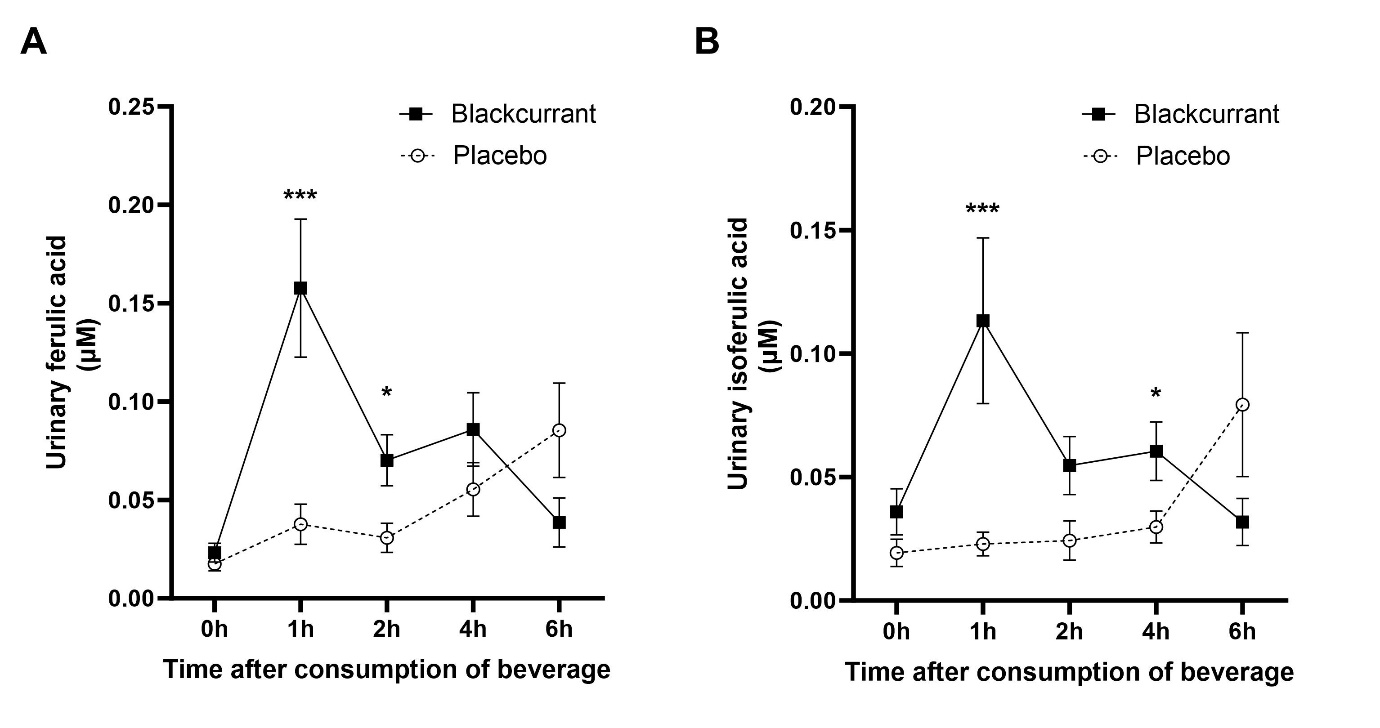 A
Blackcurrant
Placebo
0.25
0.20
0.15
0.10
0.05
0.00
Urinary ferulic acid
(µM)
***
*
0h 1h 2h 4h 6h
Time after consumption of beverage
B
Blackcurrant
Placebo
0.20
0.15
0.10
0.05
0.00
Urinary isoferulic acid
(µM)
***
*
0h 1h 2h 4h 6h
Time after consumption of beverage